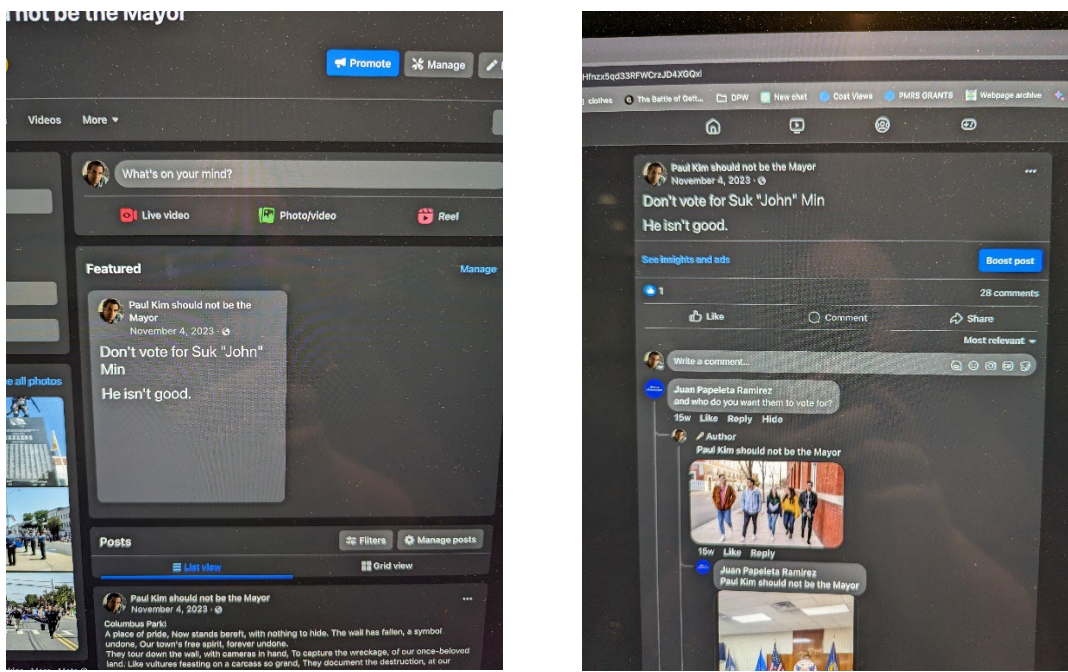 not be the Mayor
Promote
Manage
Videos
More
What's on your mind?
Live video
Photo/video
Reel
Featured
Manage
Paul Kim should not be the
Mayor
November 4, 2023 ·
Don't vote for Suk "John"
Min
He isn't good.
all photos
Posts
Filters
Manage posts
List view
Grid view
Paul Kim should not be the Mayor
November 4, 2023 ·
Columbus Park!
A place of pride, Now stands bereft, with nothing to hide. The wall has fallen, a symbol
undone, Our town's free spirit, forever undone.
They tour down the wall, with cameras in hand, To capture the wreckage, of our once-beloved
land. Like vultures feasting on a carcass so grand, They document the destruction, at our
clothes
The Battle of Gett...
DPW
New chat
Cost Views
PMRS GRANTS
Webpage archive
Paul Kim should not be the Mayor
November 4, 2023 ·
Don't vote for Suk "John" Min
He isn't good.
See insights and ads
Boost post
1
28 comments
Like
Comment
Share
Most relevant
Write a comment...
Juan Papeleta Ramirez
and who do you want them to vote for?
15w Like Reply Hide
Author
Paul Kim should not be the Mayor
15w Like Reply
Juan Papeleta Ramirez
Paul Kim should not be the Mayor